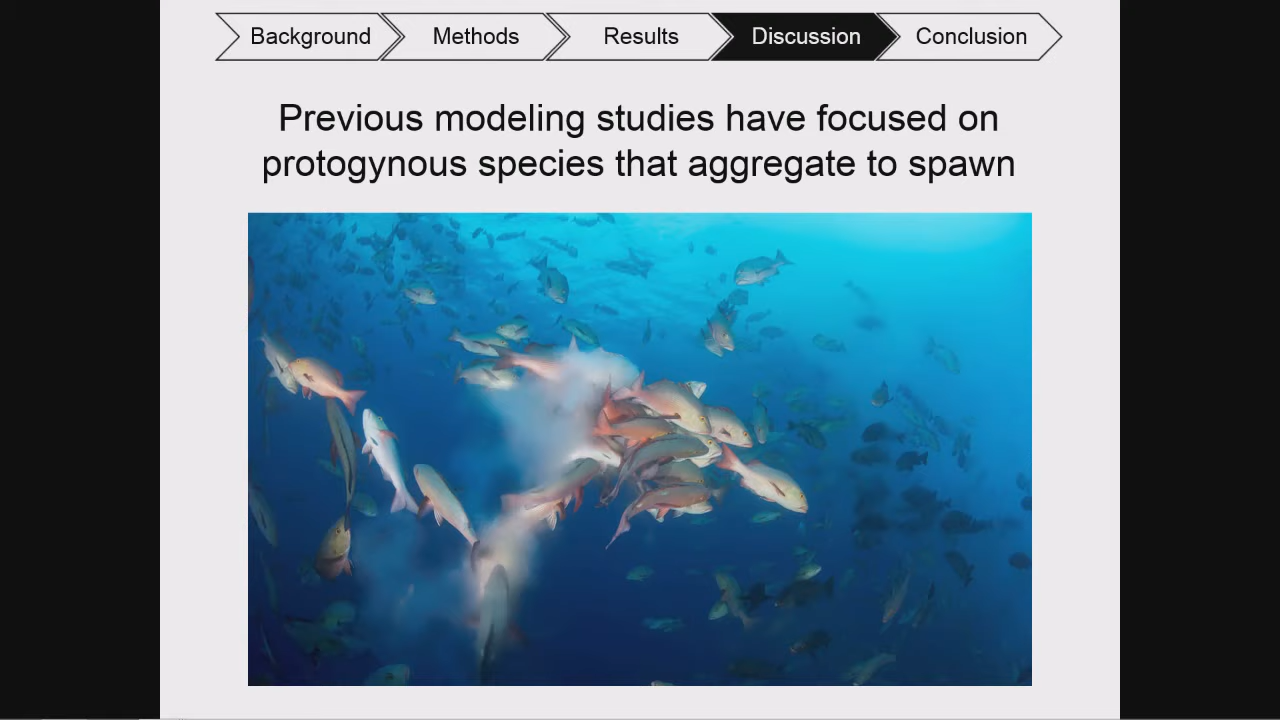 Background Methods Results Discussion Conclusion
Previous modeling studies have focused on
protogynous species that aggregate to spawn